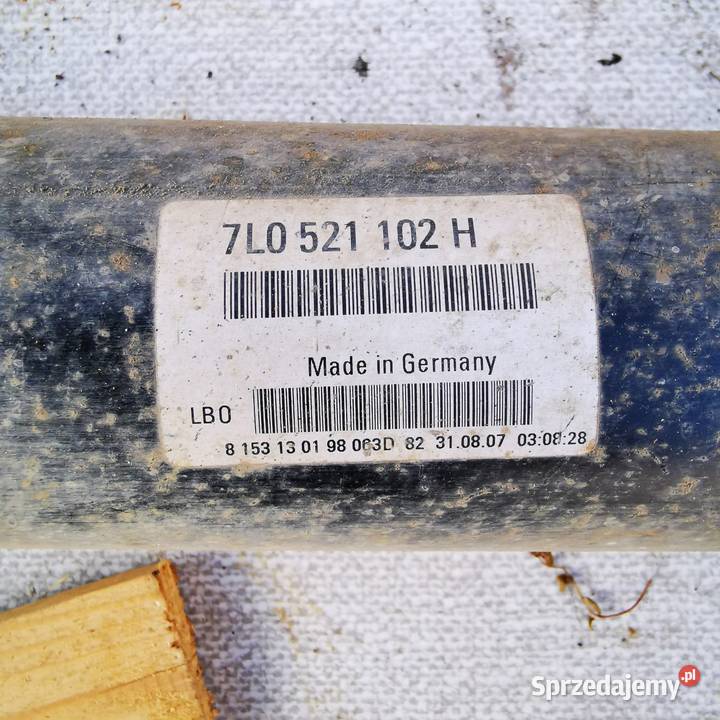 7L0 521 102 H
Made in Germany
LB0
8 153 13 01 98 063D 82 31.08.07 03:08:28
Sprzedajemy.pl